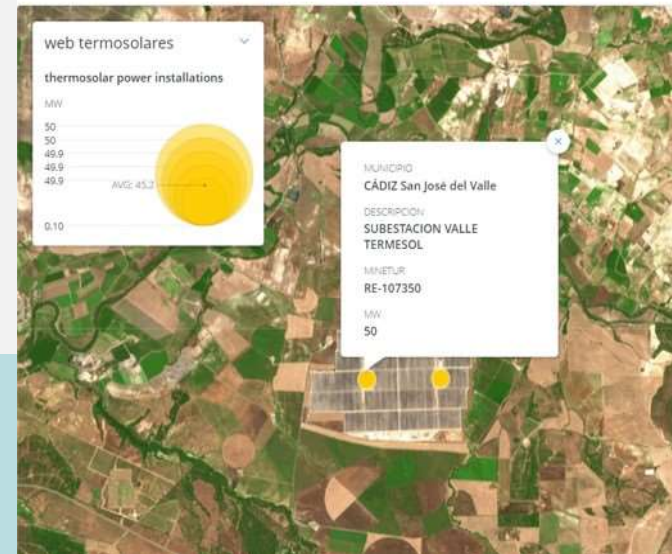 web termosolares
thermosolar power installations
MW
50
50
49.9
49.9
49.9
AVG: 45.2
0.10
MUNICIPIO
CÁDIZ San José del Valle
DESCRIPCION
SUBESTACION VALLE
TERMESOL
MINETUR
RE-107350
MW
50